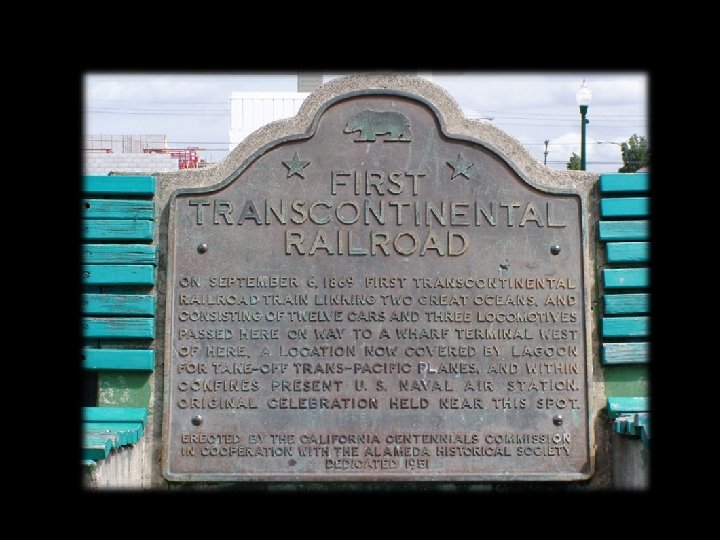 FIRST
TRANSCONTINENTAL
RAILROAD
ON SEPTEMBER 6, 1869 FIRST TRANSCONTINENTAL
RAILROAD TRAIN LINKING TWO GREAT OCEANS, AND
CONSISTING OF TWELVE CARS AND THREE LOCOMOTIVES
PASSED HERE ON WAY TO A WHARF TERMINAL WEST
OF HERE, A LOCATION NOW COVERED BY LAGOON
FOR TAKE-OFF TRANS-PACIFIC PLANES, AND WITHIN
CONFINES PRESENT U.S. NAVAL AIR STATION.
ORIGINAL CELEBRATION HELD NEAR THIS SPOT.
ERECTED BY THE CALIFORNIA CENTENNIALS COMMISSION
IN COOPERATION WITH THE ALAMEDA HISTORICAL SOCIETY
DEDICATED 1951